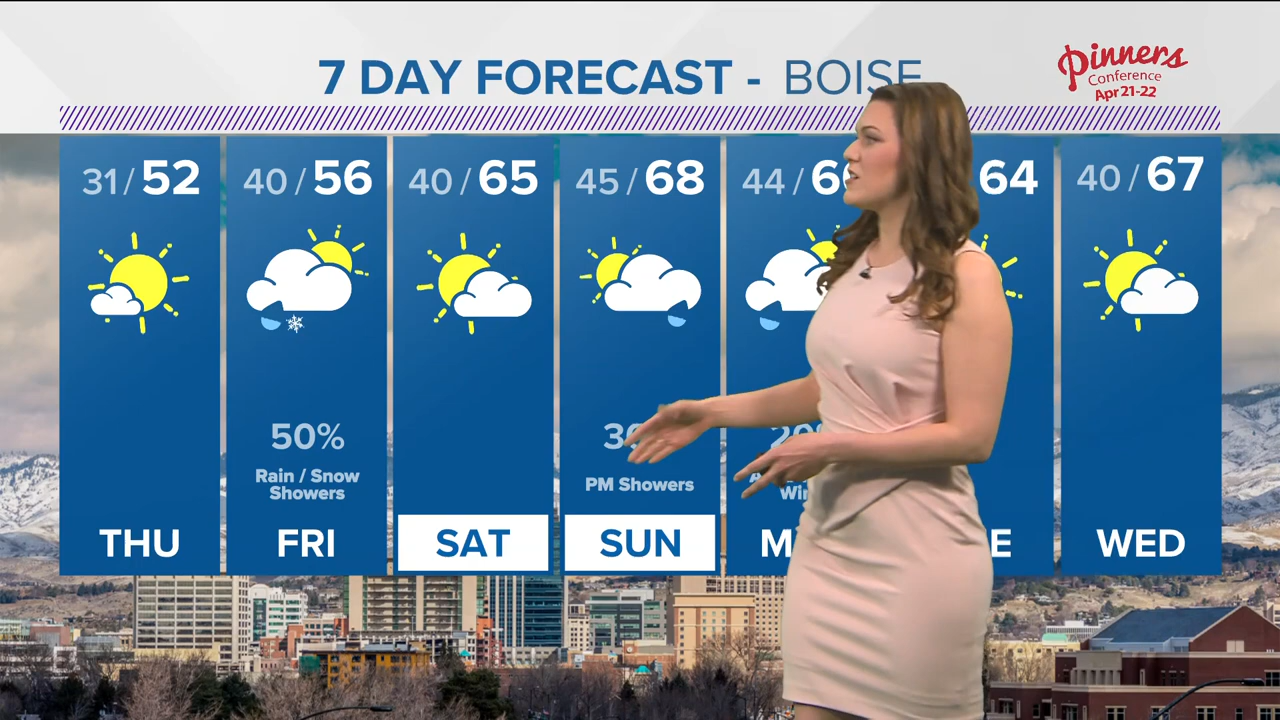 7 DAY FORECAST - BOISE
Pinners
Conference
Apr 21-22
31 / 52
40 / 56
40 / 65
45 / 68
44 /
64
40 / 67
50%
Rain / Snow
Showers
PM Showers
THU
FRI
SAT
SUN
WED